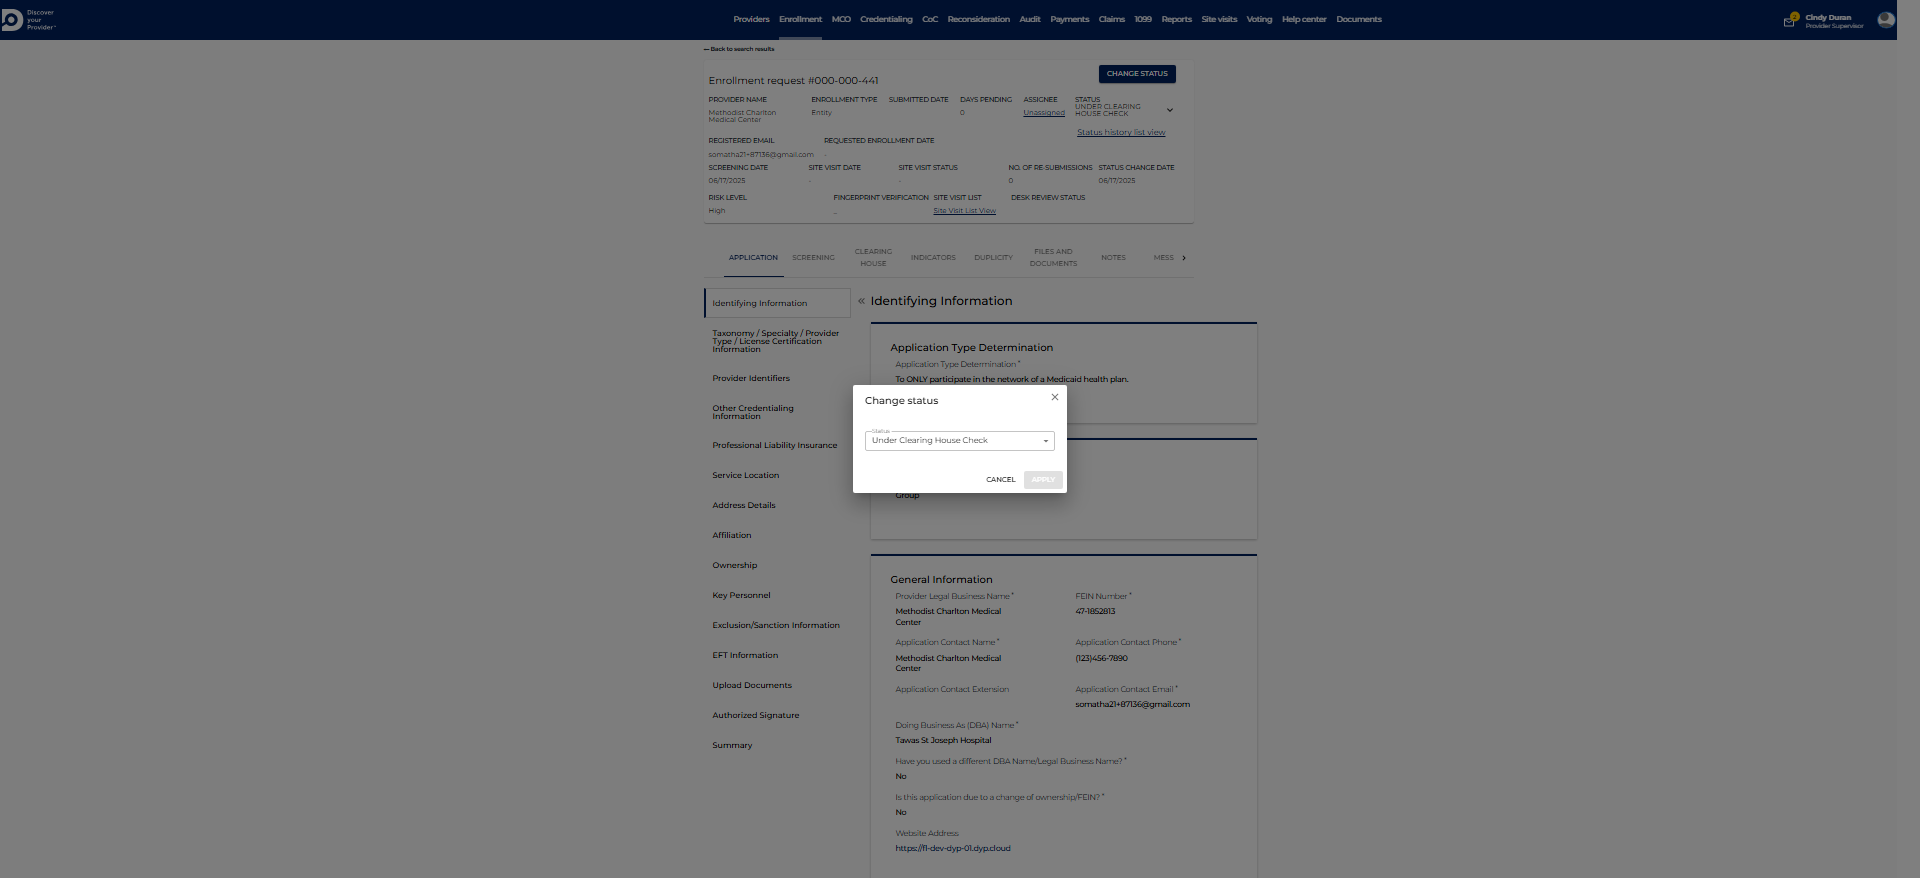 Discover
your
Provider
Providers Enrollment MCO Credentialing CoC Reconsideration Audit Payments Claims 1099 Reports Site visits Voting Help center Documents
Cindy Duran
Provider Supervisor
Back to search results
Enrollment request #000-000-441
CHANGE STATUS
PROVIDER NAME ENROLLMENT TYPE SUBMITTED DATE DAYS PENDING ASSIGNEE STATUS
Methodist Charlton
Medical Center
Entity
0
Unassigned
UNDER CLEARING
HOUSE CHECK
Status history list view
REGISTERED EMAIL REQUESTED ENROLLMENT DATE
somatha21+87136@gmail.com -
SCREENING DATE SITE VISIT DATE SITE VISIT STATUS NO. OF RE-SUBMISSIONS STATUS CHANGE DATE
06/17/2025 - - 0 06/17/2025
RISK LEVEL FINGERPRINT VERIFICATION SITE VISIT LIST DESK REVIEW STATUS
High _ Site Visit List View
APPLICATION SCREENING CLEARING HOUSE INDICATORS DUPLICITY FILES AND DOCUMENTS NOTES MESS
Identifying Information
Taxonomy / Specialty / Provider
Type / License Certification
Information
Provider Identifiers
Other Credentialing
Information
Professional Liability Insurance
Service Location
Address Details
Affiliation
Ownership
Key Personnel
Exclusion/Sanction Information
EFT Information
Upload Documents
Authorized Signature
Summary
« Identifying Information
Application Type Determination
Application Type Determination *
To ONLY participate in the network of a Medicaid health plan.
Change status
Status
Under Clearing House Check
CANCEL APPLY
Group
General Information
Provider Legal Business Name * FEIN Number *
Methodist Charlton Medical
Center
47-1852813
Application Contact Name * Application Contact Phone *
Methodist Charlton Medical
Center
(123)456-7890
Application Contact Extension Application Contact Email *
somatha21+87136@gmail.com
Doing Business As (DBA) Name *
Tawas St Joseph Hospital
Have you used a different DBA Name/Legal Business Name? *
No
Is this application due to a change of ownership/FEIN? *
No
Website Address
https://fl-dev-dyp-01.dyp.cloud